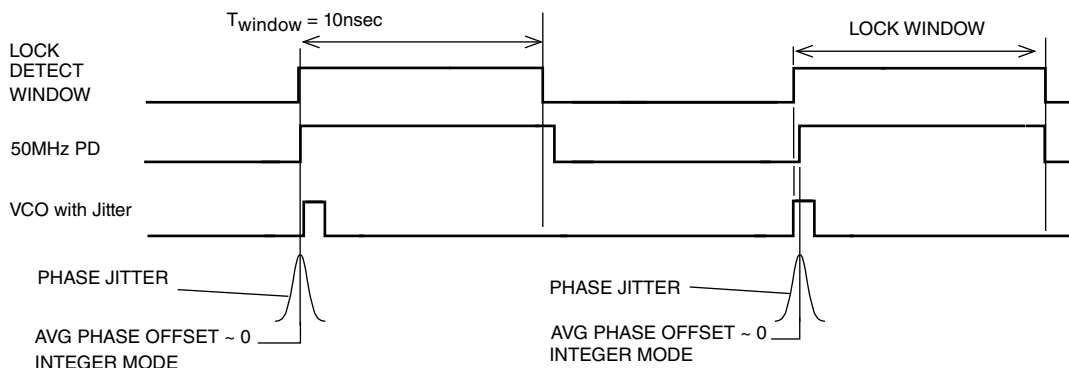 Twindow = 10nsec
LOCK WINDOW
LOCK
DETECT
WINDOW
50MHz PD
VCO with Jitter
PHASE JITTER
AVG PHASE OFFSET ~ 0
INTEGER MODE
PHASE JITTER
AVG PHASE OFFSET ~ 0
INTEGER MODE